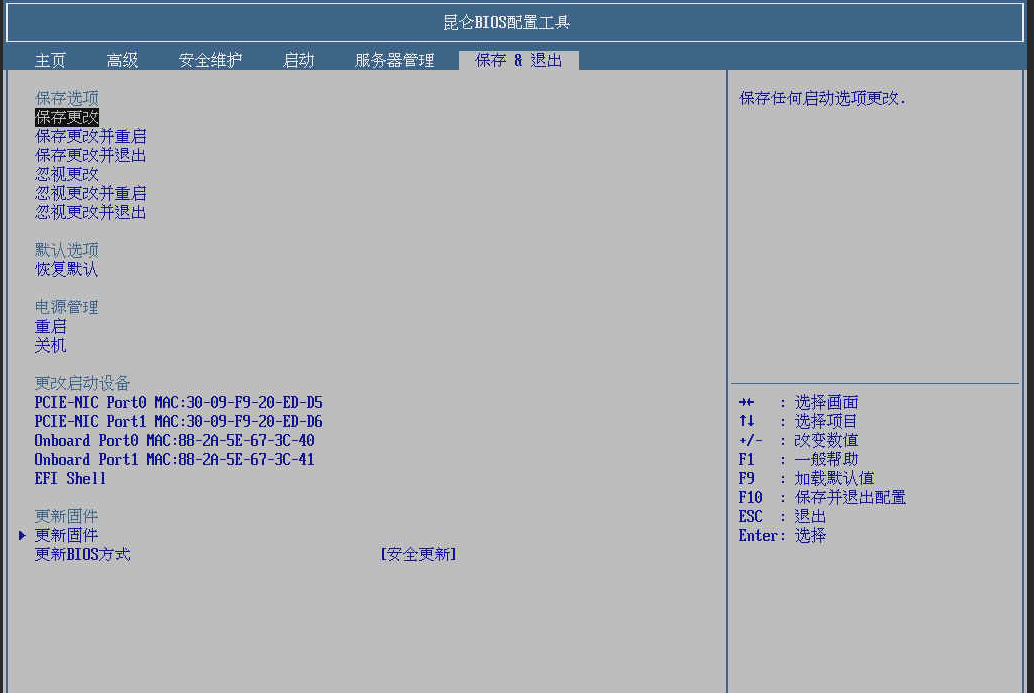 昆仑BIOS配置工具
主页 高级 安全维护 启动 服务器管理 保存 & 退出
保存选项
保存更改
保存更改并重启
保存更改并退出
忽视更改
忽视更改并重启
忽视更改并退出
默认选项
恢复默认
电源管理
重启
关机
更改启动设备
PCIE-NIC Port0 MAC:30-09-F9-20-ED-D5
PCIE-NIC Port1 MAC:30-09-F9-20-ED-D6
Onboard Port0 MAC:88-2A-5E-67-3C-40
Onboard Port1 MAC:88-2A-5E-67-3C-41
EFI Shell
更新固件
更新固件
更新BIOS方式 [安全更新]
保存任何启动选项更改.
→← : 选择画面
↑↓ : 选择项目
+/- : 改变数值
F1 : 一般帮助
F9 : 加载默认值
F10 : 保存并退出配置
ESC : 退出
Enter: 选择